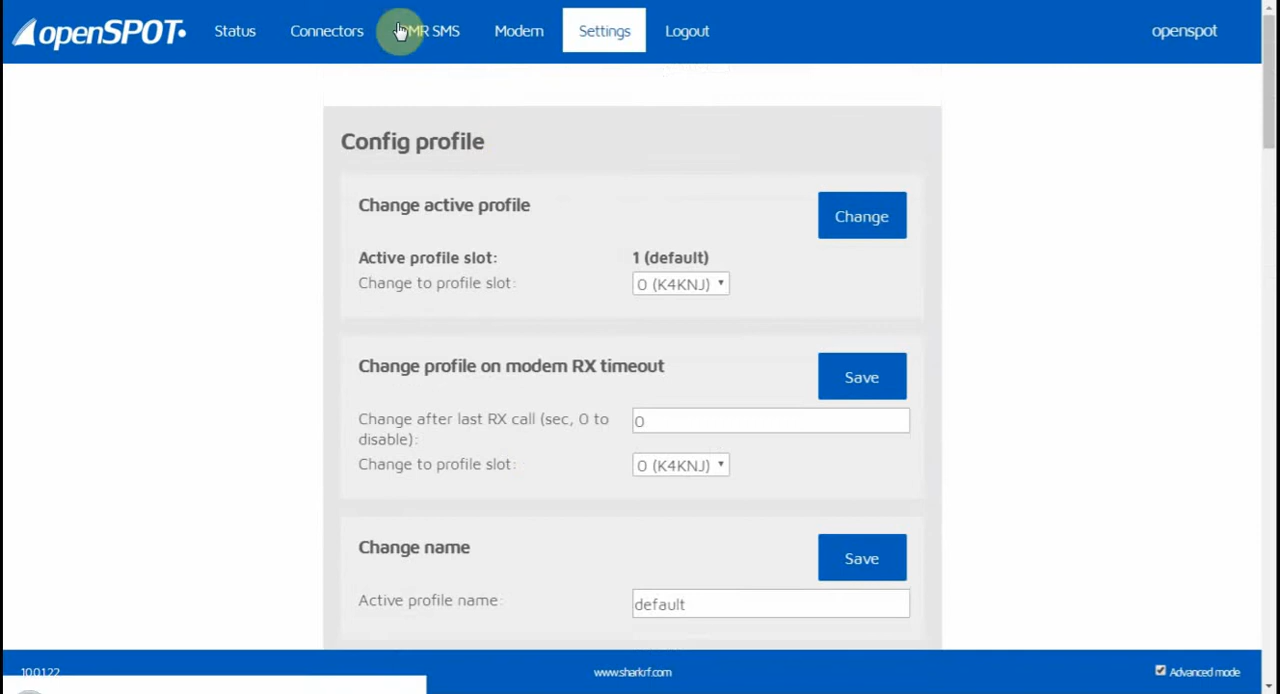 openSPOT Status Connectors DMR SMS Modem Settings Logout openspot
Config profile
Change active profile
Change
Active profile slot: 1 (default)
Change to profile slot: 0 (K4KNJ)
Change profile on modem RX timeout
Save
Change after last RX call (sec, 0 to
disable): 0
Change to profile slot: 0 (K4KNJ)
Change name
Save
Active profile name: default
www.sharkrf.com Advanced mode